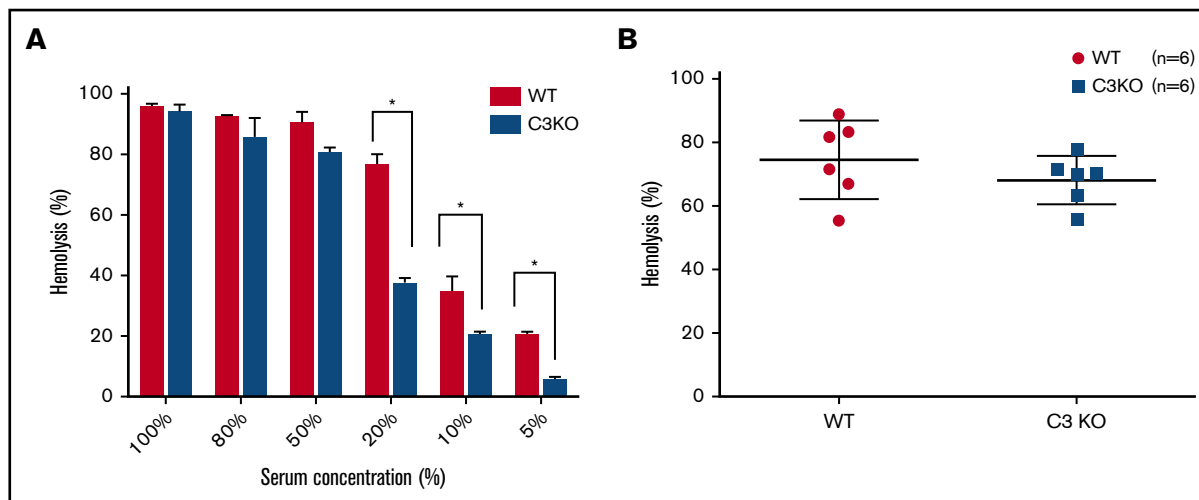 A
Hemolysis (%)
100
80
60
40
20
0
WT
C3KO
*
*
*
100%
80%
50%
20%
10%
5%
Serum concentration (%)
B
WT (n=6)
C3KO (n=6)
Hemolysis (%)
100
80
60
40
20
0
WT
C3 KO